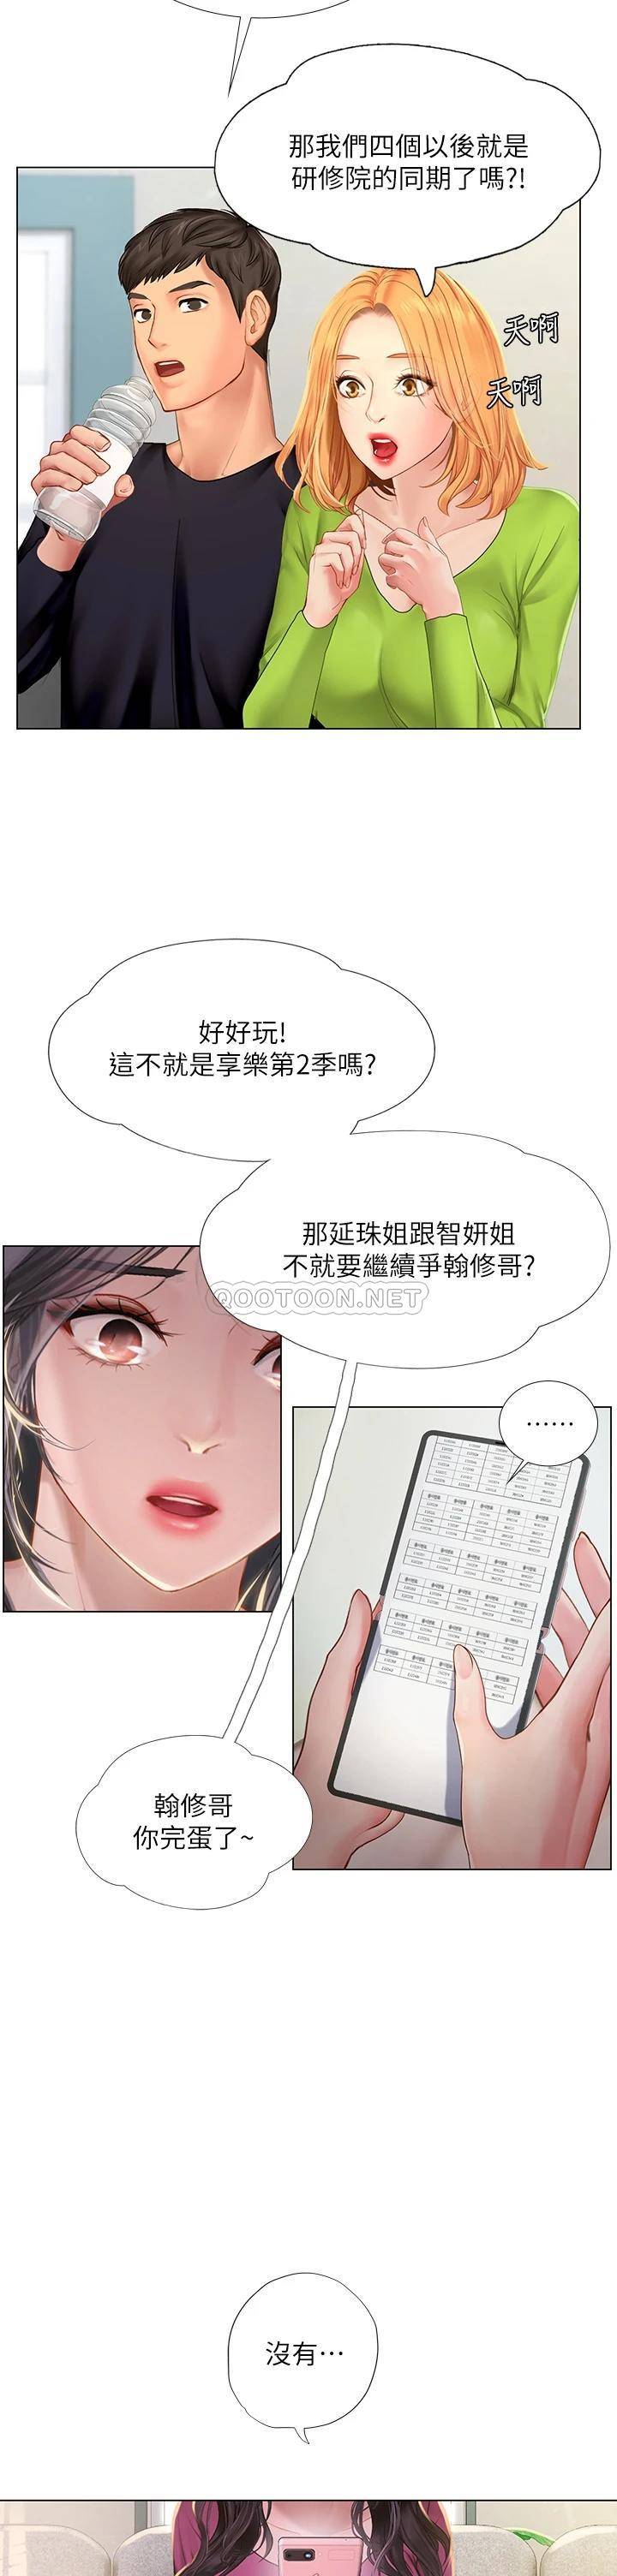 那我們四個以後就是
研修院的同期了嗎?!
天啊
天啊
好好玩!
這不就是享樂第2季嗎?
那延珠姐跟智妍姐
不就要繼續爭翰修哥?
QOOTOON.NET
……
翰修哥
你完蛋了~
沒有…